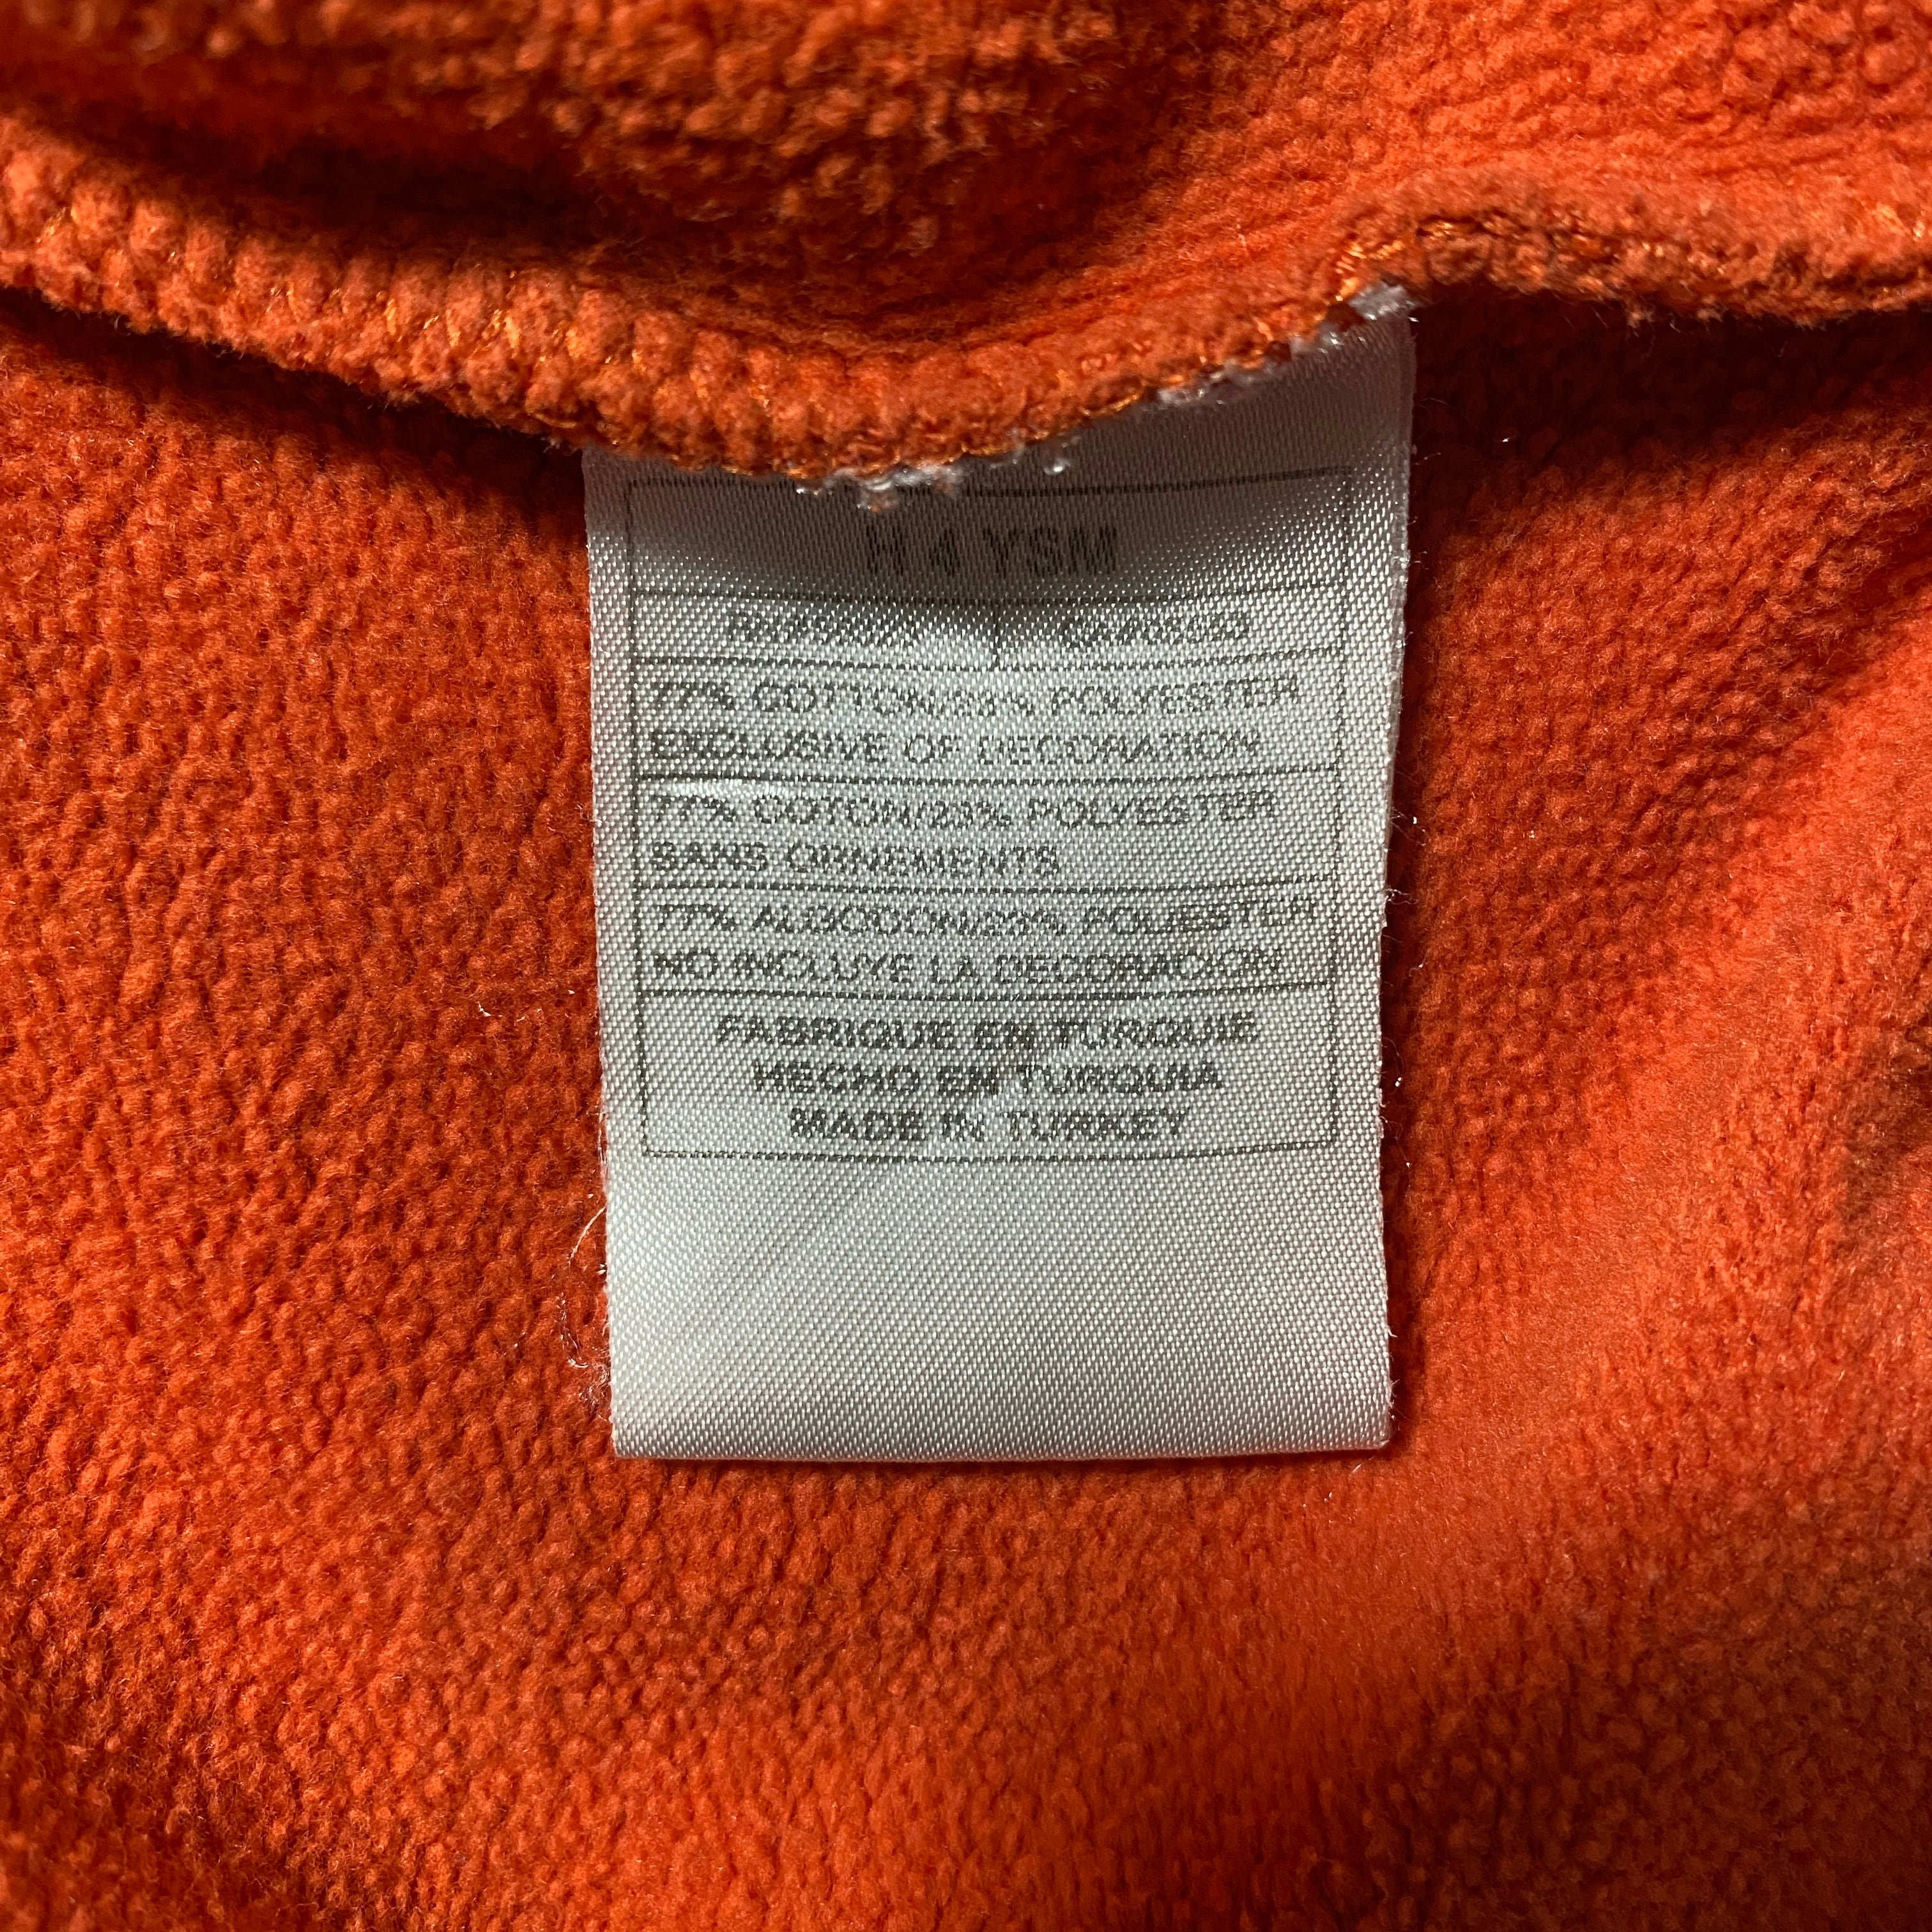 H 4 YSM
77% COTTON/23% POLYESTER
EXCLUSIVE OF DECORATION
77% COTON/23% POLYESTER
SANS ORNEMENTS
77% ALGODON/23% POLIESTER
NO INCLUYE LA DECORACION
FABRIQUE EN TURQUIE
HECHO EN TURQUIA
MADE IN TURKEY